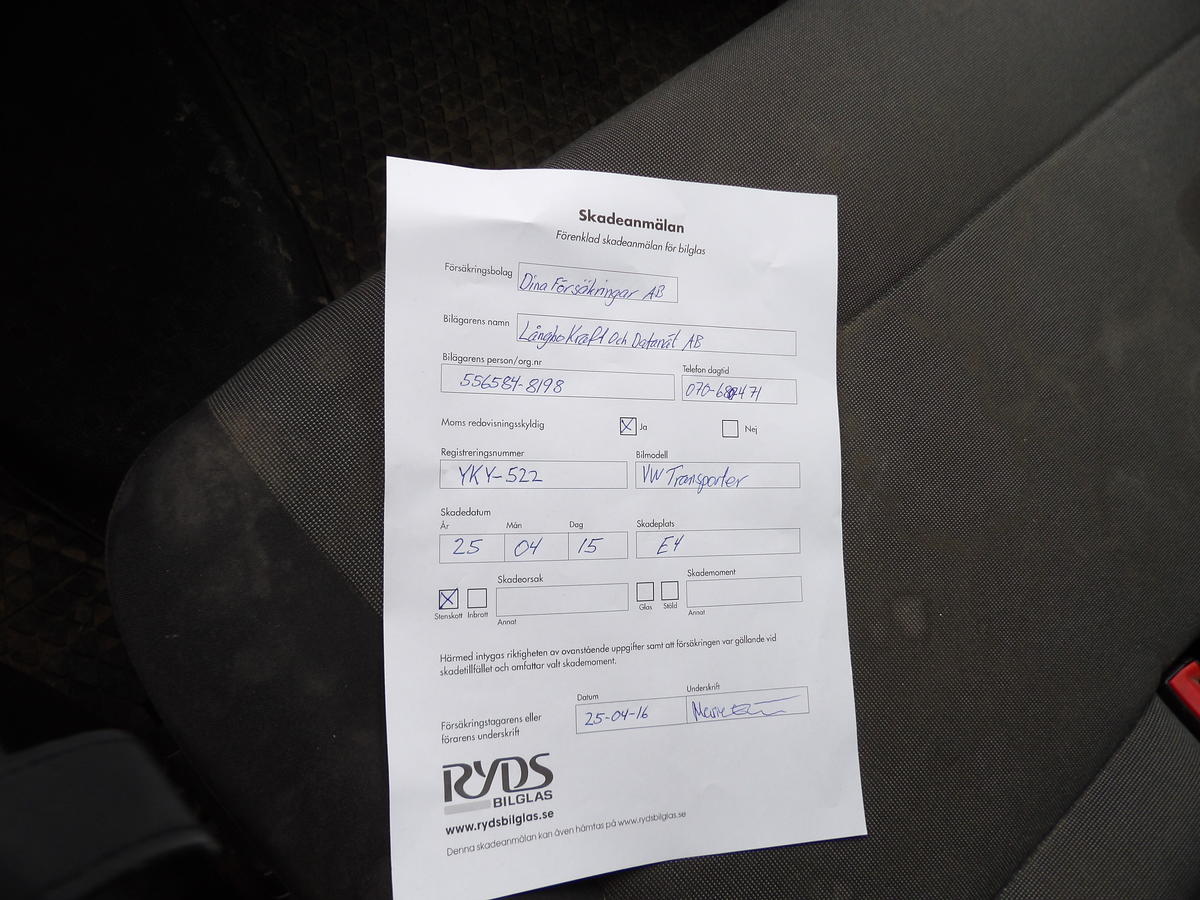 Skadeanmälan
Förenklad skadeanmälan för bilglas
Försäkringsbolag Dina Försäkringar AB
Bilägarens namn Långbo Kraft Och Datanät AB
Bilägarens person/org.nr Telefon dagtid
556584-8198
Moms redovisningsskyldig Ja Nej
Registreringsnummer Bilmodell
YKY-522 VW Transporter
Skadedatum
År Mån Dag Skadeplats
25 04 15 E4
Skadeorsak Skademoment
Stenskott Inbrott Annat Glas Stöld Annat
Härmed intygas riktigheten av ovanstående uppgifter samt att försäkringen var gällande vid
skadetillfället och omfattar valt skademoment.
Datum Underskrift
Försäkringstagarens eller 25-04-16
förarens underskrift
RYDS
BILGLAS
www.rydsbilglas.se
Denna skadeanmälan kan även hämtas på www.rydsbilglas.se